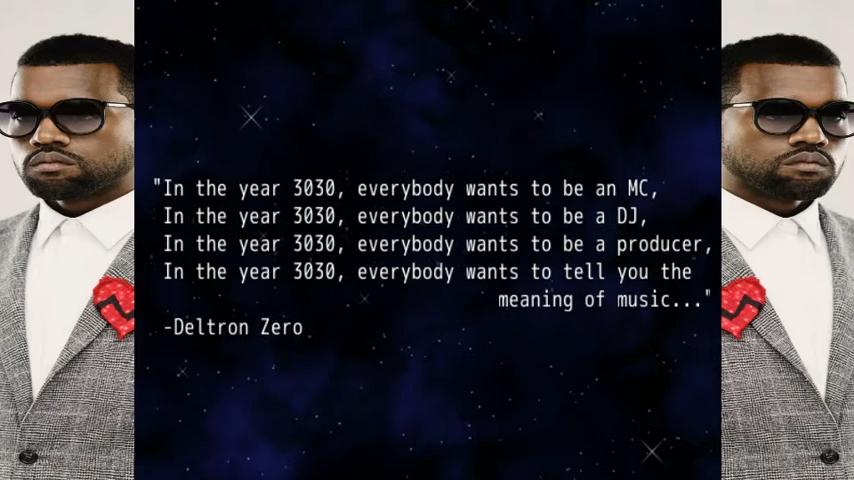 "In the year 3030, everybody wants to be an MC,
In the year 3030, everybody wants to be a DJ,
In the year 3030, everybody wants to be a producer,
In the year 3030, everybody wants to tell you the
meaning of music..."
-Deltron Zero